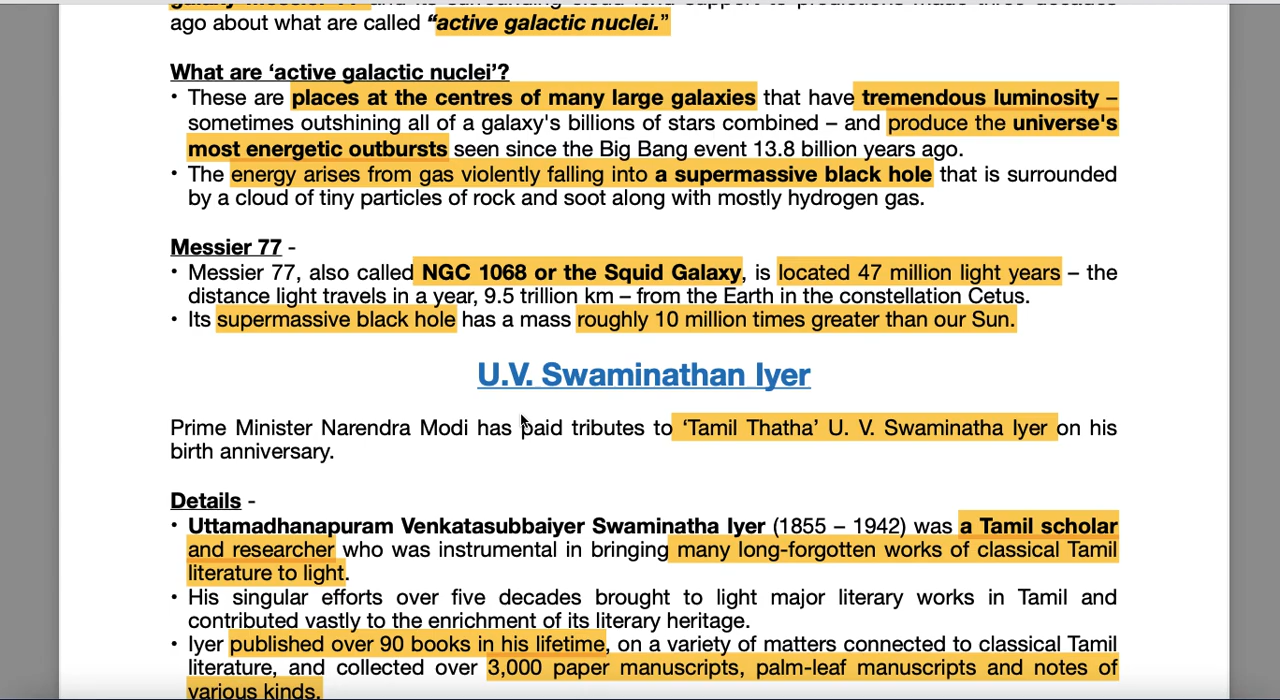 ago about what are called “active galactic nuclei.”
What are ‘active galactic nuclei’?
• These are places at the centres of many large galaxies that have tremendous luminosity –
sometimes outshining all of a galaxy's billions of stars combined – and produce the universe's
most energetic outbursts seen since the Big Bang event 13.8 billion years ago.
• The energy arises from gas violently falling into a supermassive black hole that is surrounded
by a cloud of tiny particles of rock and soot along with mostly hydrogen gas.
Messier 77 -
• Messier 77, also called NGC 1068 or the Squid Galaxy, is located 47 million light years – the
distance light travels in a year, 9.5 trillion km – from the Earth in the constellation Cetus.
• Its supermassive black hole has a mass roughly 10 million times greater than our Sun.
U.V. Swaminathan Iyer
Prime Minister Narendra Modi has paid tributes to ‘Tamil Thatha’ U. V. Swaminatha Iyer on his
birth anniversary.
Details -
• Uttamadhanapuram Venkatasubbaiyer Swaminatha Iyer (1855 – 1942) was a Tamil scholar
and researcher who was instrumental in bringing many long-forgotten works of classical Tamil
literature to light.
• His singular efforts over five decades brought to light major literary works in Tamil and
contributed vastly to the enrichment of its literary heritage.
• Iyer published over 90 books in his lifetime, on a variety of matters connected to classical Tamil
literature, and collected over 3,000 paper manuscripts, palm-leaf manuscripts and notes of
various kinds.